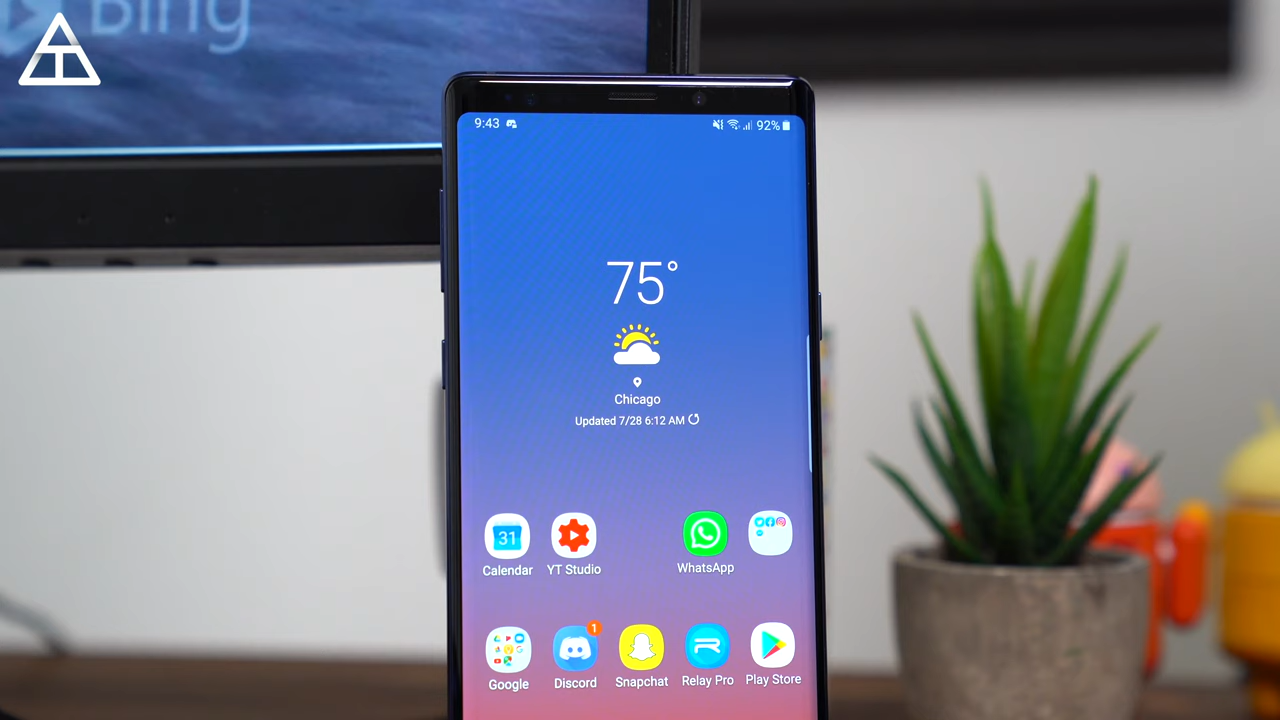 Bing
9:43
92%
75°
Chicago
Updated 7/28 6:12 AM
31
Calendar
YT Studio
WhatsApp
1
Google
Discord
Snapchat
Relay Pro
Play Store